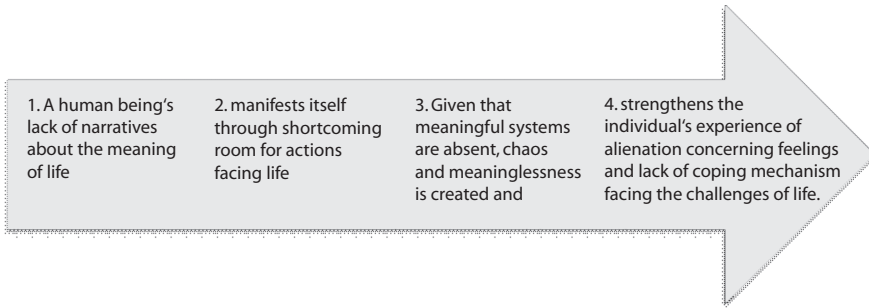 1. A human being's
lack of narratives
about the meaning
of life
2. manifests itself
through shortcoming
room for actions
facing life
3. Given that
meaningful systems
are absent, chaos
and meaninglessness
is created and
4. strengthens the
individual's experience of
alienation concerning feelings
and lack of coping mechanism
facing the challenges of life.